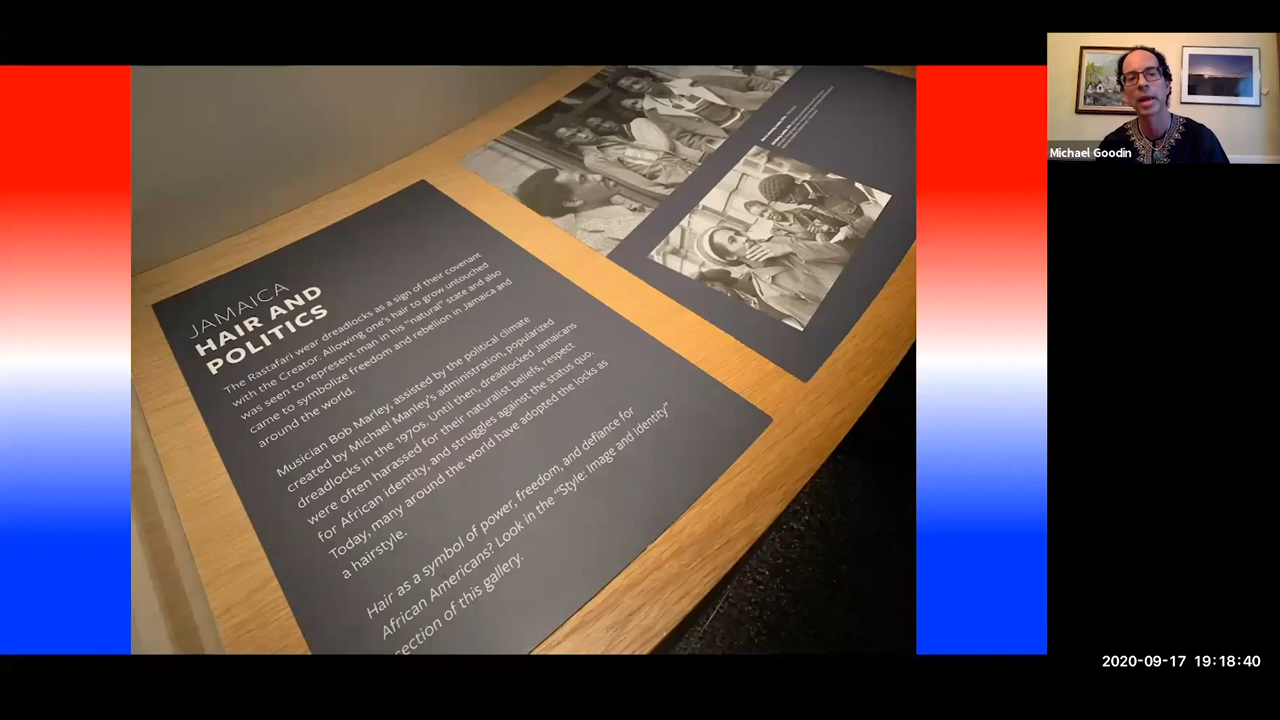 JAMAICA
HAIR AND
POLITICS
The Rastafari wear dreadlocks as a sign of their covenant
with the Creator. Allowing one's hair to grow untouched
was seen to represent man in his "natural" state and also
came to symbolize freedom and rebellion in Jamaica and
around the world.
Musician Bob Marley, assisted by the political climate
created by Michael Manley's administration, popularized
dreadlocks in the 1970s. Until then, dreadlocked Jamaicans
were often harassed for their naturalist beliefs, respect
for African identity, and struggles against the status quo.
Today, many around the world have adopted the locks as
a hairstyle.
Hair as a symbol of power, freedom, and defiance for
African Americans? Look in the "Style: Image and Identity"
section of this gallery.
Michael Goodin
2020-09-17 19:18:40